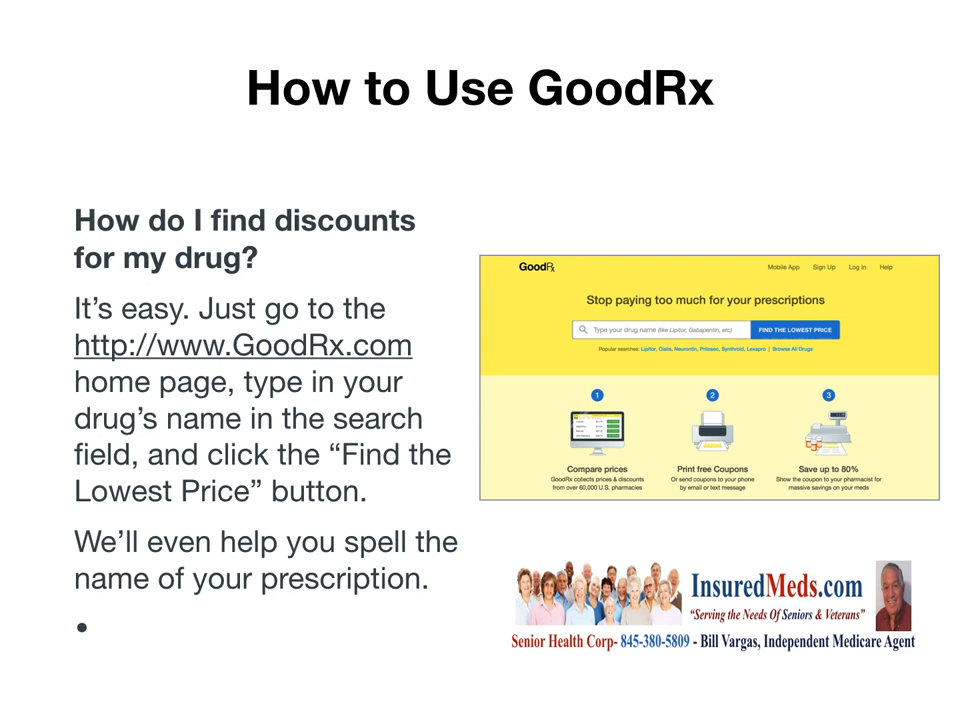 How to Use GoodRx
How do I find discounts
for my drug?
It’s easy. Just go to the
http://www.GoodRx.com
home page, type in your
drug’s name in the search
field, and click the “Find the
Lowest Price” button.
We’ll even help you spell the
name of your prescription.
•
GoodRx
Mobile App Sign Up Log In Help
Stop paying too much for your prescriptions
Type your drug name (like Lipitor, Gabapentin, etc) FIND THE LOWEST PRICE
Popular searches: Lipitor, Cialis, Neurontin, Prilosec, Synthroid, Lexapro | Browse All Drugs
1 2 3
Compare prices Print free Coupons Save up to 80%
GoodRx collects prices & discounts Or send coupons to your phone Show the coupon to your pharmacist for
from over 60,000 U.S. pharmacies by email or text message massive savings on your meds
InsuredMeds.com
“Serving the Needs Of Seniors & Veterans”
Senior Health Corp- 845-380-5809 - Bill Vargas, Independent Medicare Agent